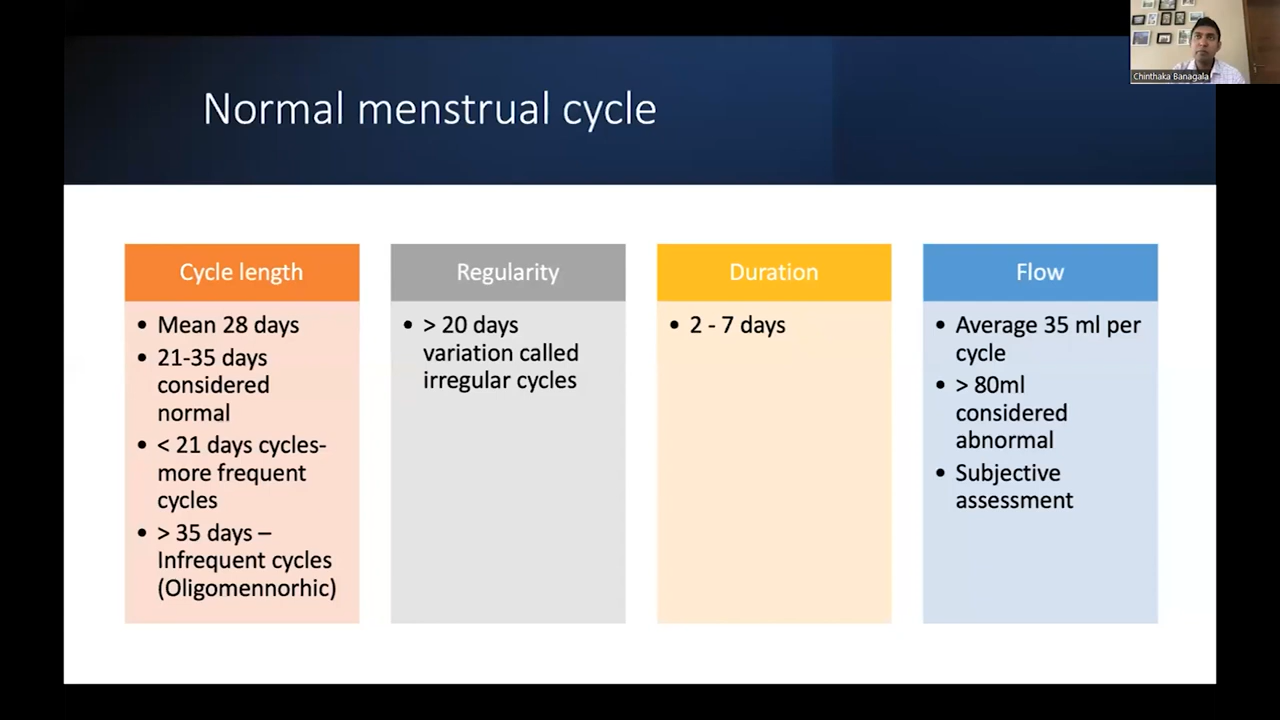 Chinthaka Banagala
Normal menstrual cycle
Cycle length
• Mean 28 days
• 21-35 days
considered
normal
• < 21 days cycles-
more frequent
cycles
• > 35 days –
Infrequent cycles
(Oligomennorhic)
Regularity
• > 20 days
variation called
irregular cycles
Duration
• 2 - 7 days
Flow
• Average 35 ml per
cycle
• > 80ml
considered
abnormal
• Subjective
assessment